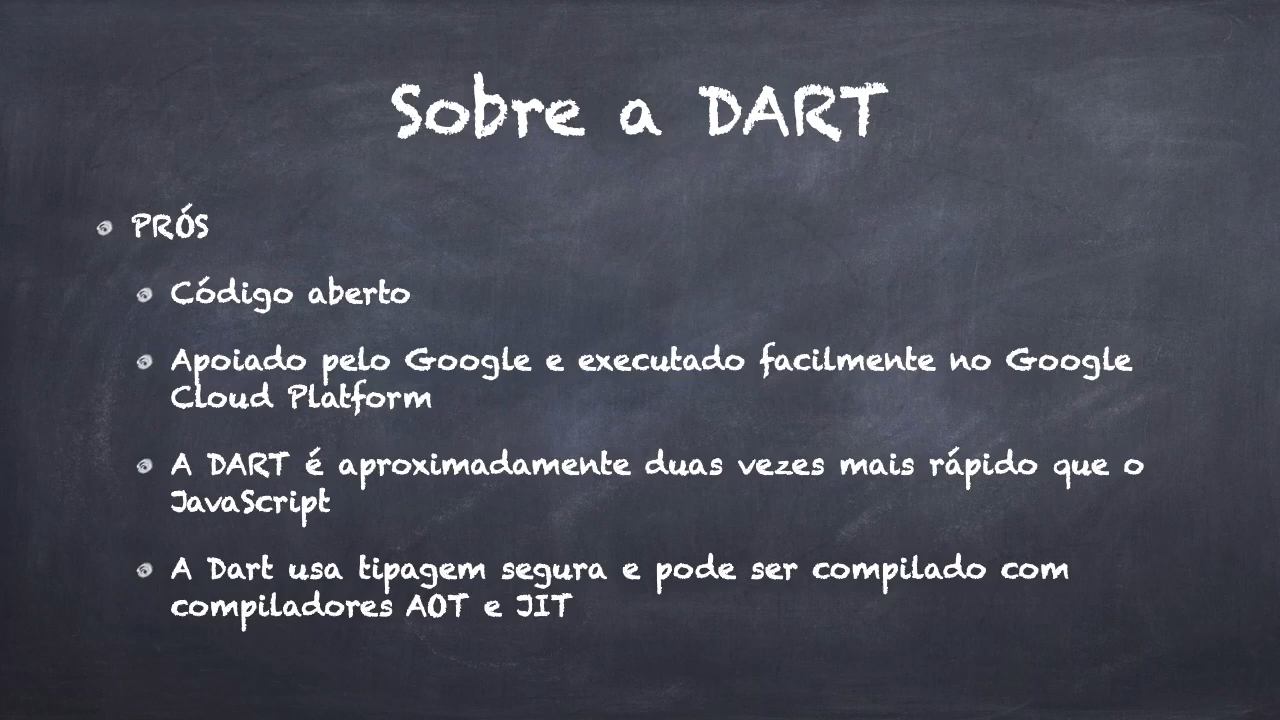 Sobre a DART
PRÓS
Código aberto
Apoiado pelo Google e executado facilmente no Google
Cloud Platform
A DART é aproximadamente duas vezes mais rápido que o
JavaScript
A Dart usa tipagem segura e pode ser compilado com
compiladores AOT e JIT